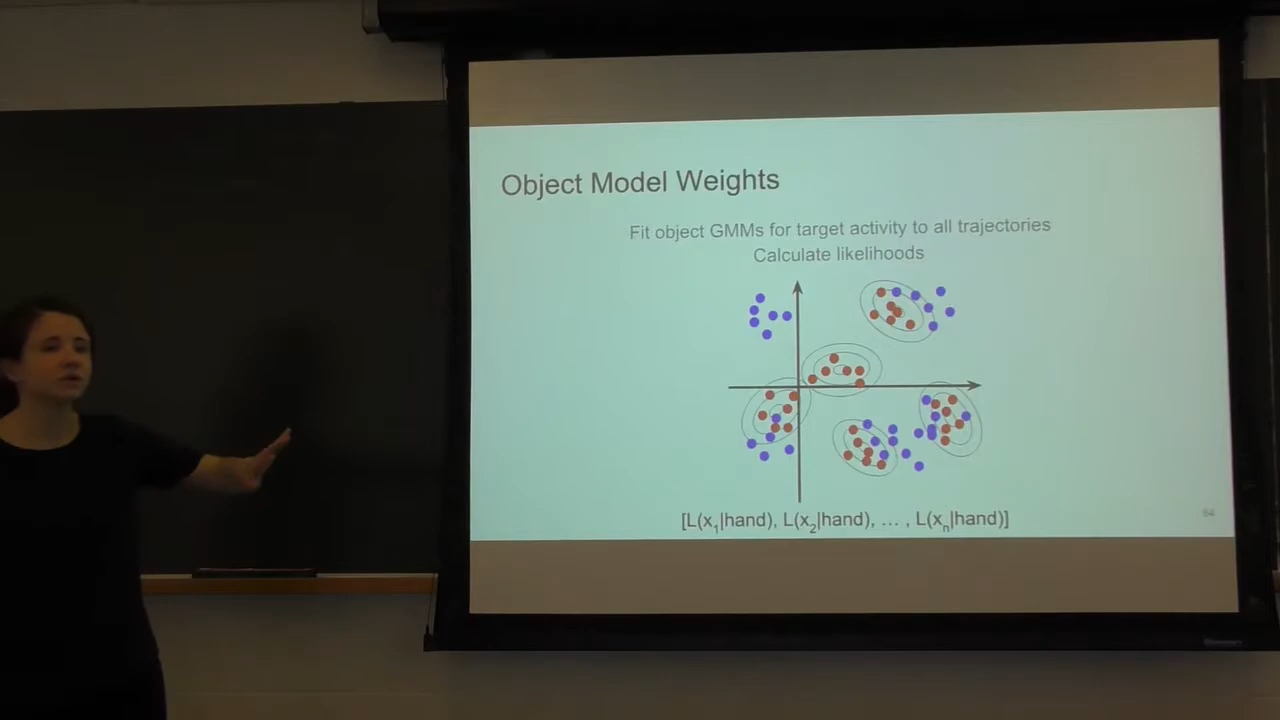 Object Model Weights
Fit object GMMs for target activity to all trajectories
Calculate likelihoods
[L(x₁|hand), L(x₂|hand), … , L(xₙ|hand)]